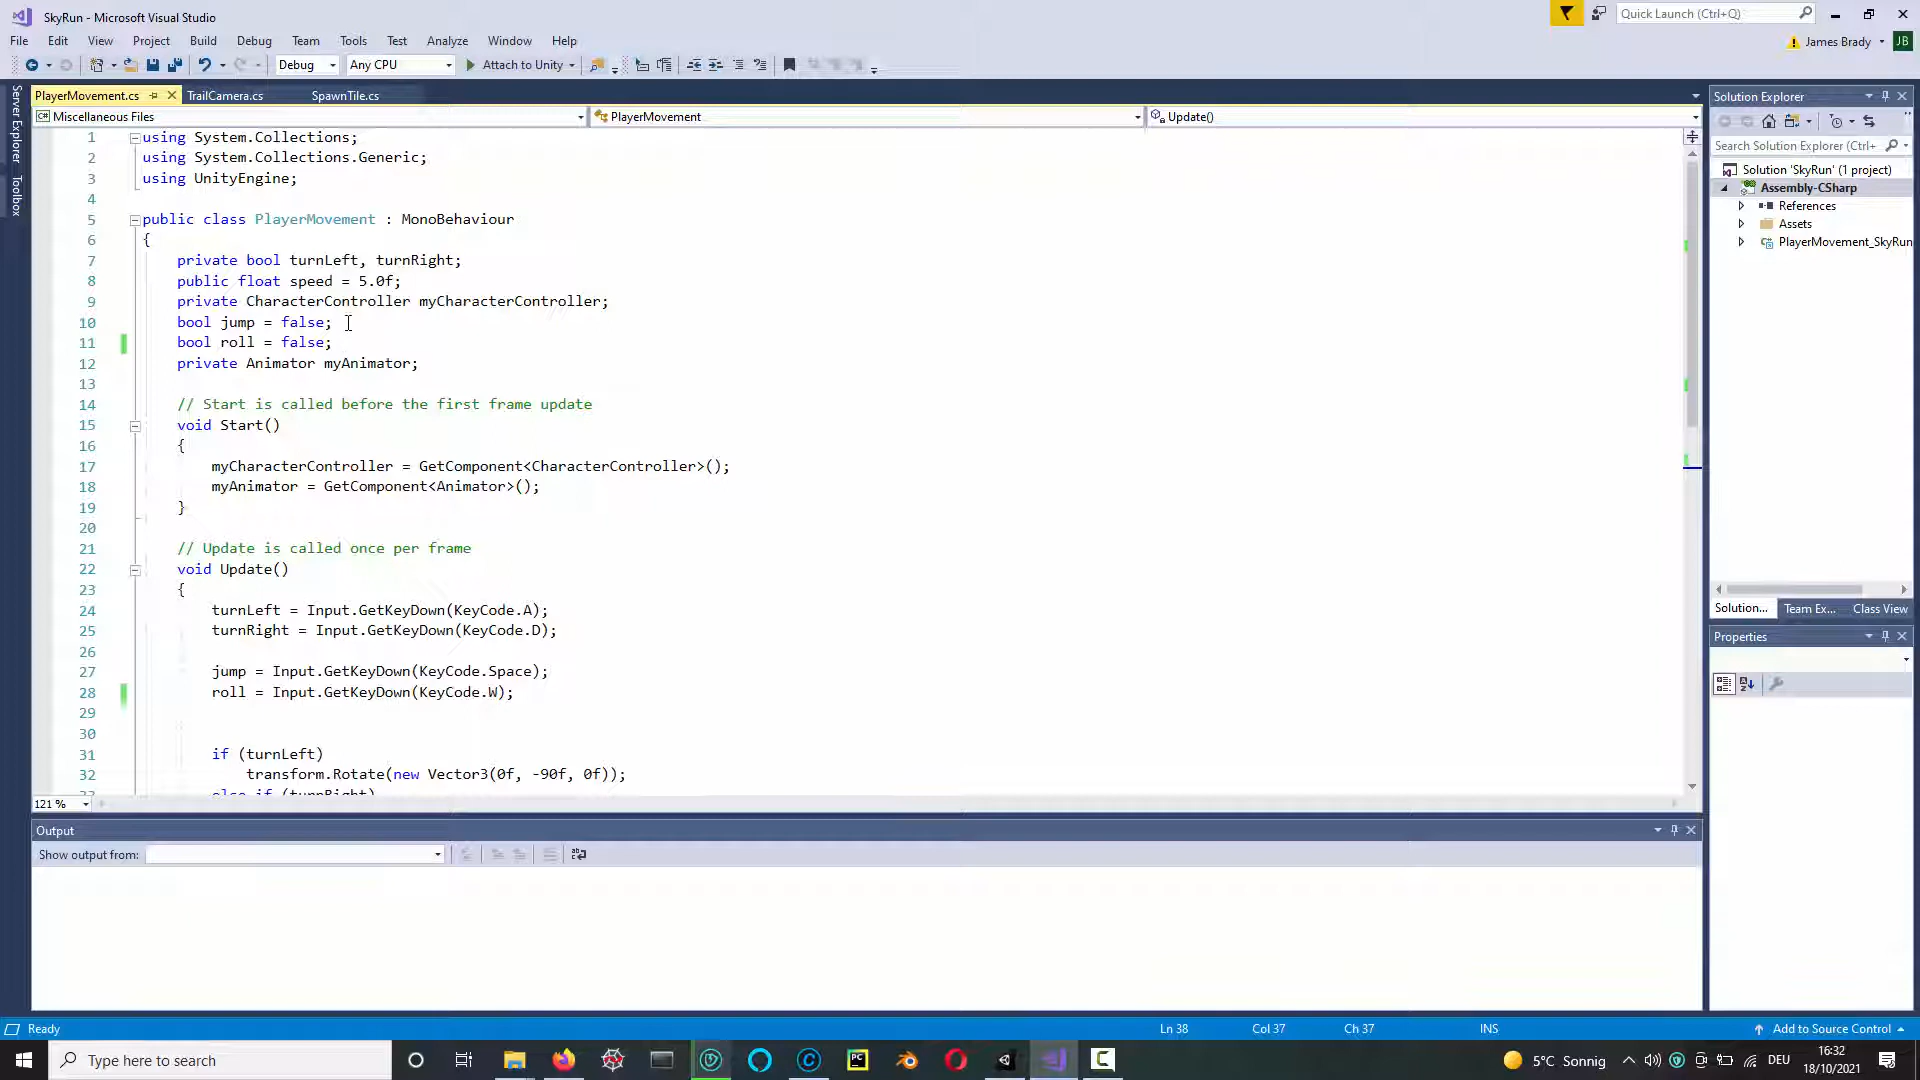 SkyRun - Microsoft Visual Studio
Quick Launch (Ctrl+Q)
File Edit View Project Build Debug Team Tools Test Analyze Window Help
James Brady JB
Debug Any CPU Attach to Unity
Server Explorer
Toolbox
PlayerMovement.cs TrailCamera.cs SpawnTile.cs
Miscellaneous Files PlayerMovement Update()
1 using System.Collections;
2 using System.Collections.Generic;
3 using UnityEngine;
4
5 public class PlayerMovement : MonoBehaviour
6 {
7 private bool turnLeft, turnRight;
8 public float speed = 5.0f;
9 private CharacterController myCharacterController;
10 bool jump = false;
11 bool roll = false;
12 private Animator myAnimator;
13
14 // Start is called before the first frame update
15 void Start()
16 {
17 myCharacterController = GetComponent<CharacterController>();
18 myAnimator = GetComponent<Animator>();
19 }
20
21 // Update is called once per frame
22 void Update()
23 {
24 turnLeft = Input.GetKeyDown(KeyCode.A);
25 turnRight = Input.GetKeyDown(KeyCode.D);
26
27 jump = Input.GetKeyDown(KeyCode.Space);
28 roll = Input.GetKeyDown(KeyCode.W);
29
30
31 if (turnLeft)
32 transform.Rotate(new Vector3(0f, -90f, 0f));
else if (turnRight)
121 %
Solution Explorer
Search Solution Explorer (Ctrl+
Solution 'SkyRun' (1 project)
Assembly-CSharp
References
Assets
PlayerMovement_SkyRun
Solution... Team Ex... Class View
Properties
Output
Show output from:
Ready Ln 38 Col 37 Ch 37 INS Add to Source Control
Type here to search
PC
5°C Sonnig DEU 16:32
18/10/2021